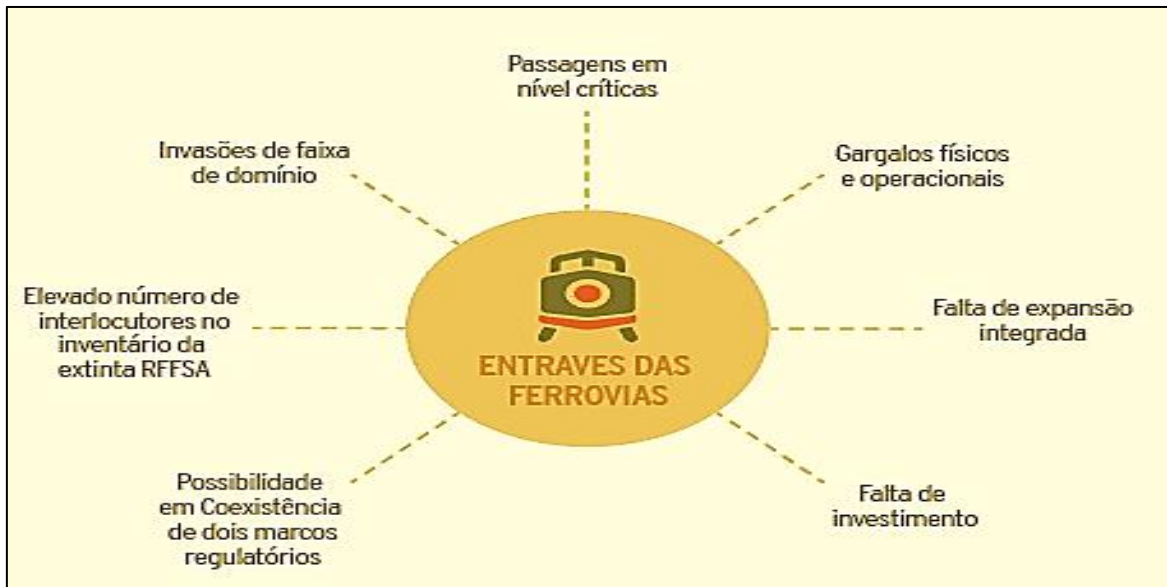 Passagens em
nível críticas
Invasões de faixa
de domínio
Gargalos físicos
e operacionais
Elevado número de
interlocutores no
inventário da
extinta RFFSA
ENTRAVES DAS
FERROVIAS
Falta de expansão
integrada
Possibilidade
em Coexistência
de dois marcos
regulatórios
Falta de
investimento